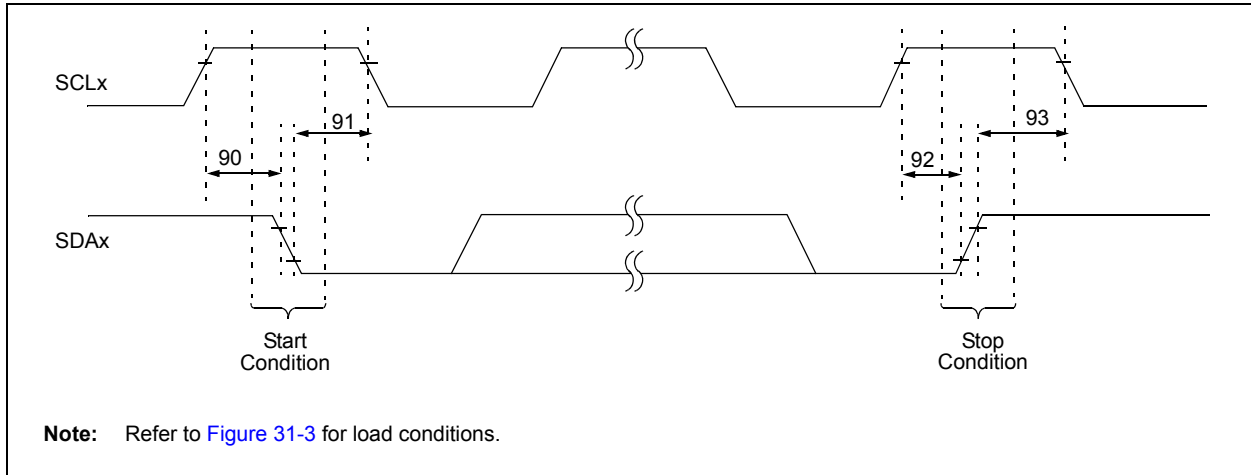 SCLx
91
93
90
92
SDAx
Start
Condition
Stop
Condition
Note: Refer to Figure 31-3 for load conditions.